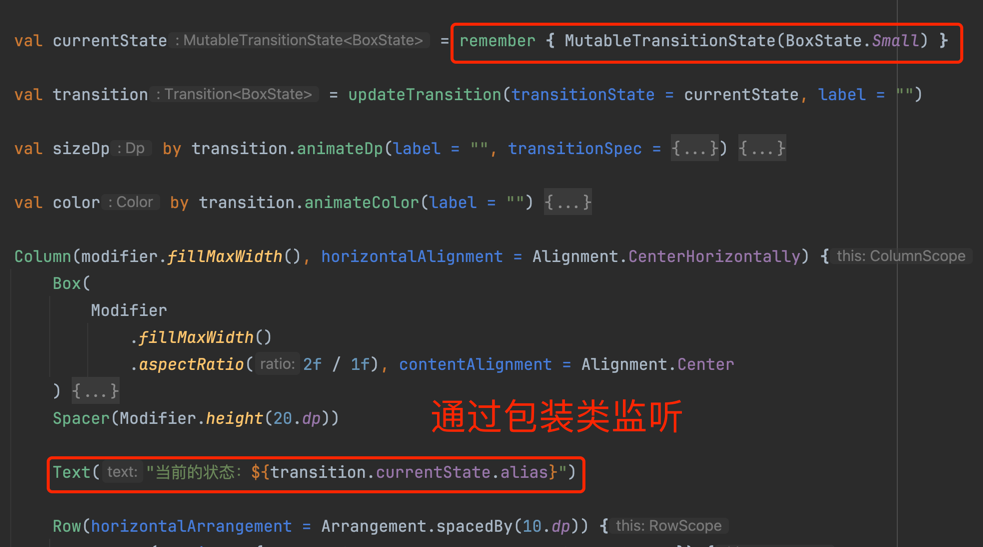 val currentState : MutableTransitionState<BoxState> = remember { MutableTransitionState(BoxState.Small) }
val transition : Transition<BoxState> = updateTransition(transitionState = currentState, label = "")
val sizeDp : Dp by transition.animateDp(label = "", transitionSpec = {...}) {...}
val color : Color by transition.animateColor(label = "") {...}
Column(modifier.fillMaxWidth(), horizontalAlignment = Alignment.CenterHorizontally) { this: ColumnScope
Box(
Modifier
.fillMaxWidth()
.aspectRatio( ratio: 2f / 1f), contentAlignment = Alignment.Center
) {...}
Spacer(Modifier.height(20.dp))
通过包装类监听
Text( text: "当前的状态: ${transition.currentState.alias}")
Row(horizontalArrangement = Arrangement.spacedBy(10.dp)) { this: RowScope